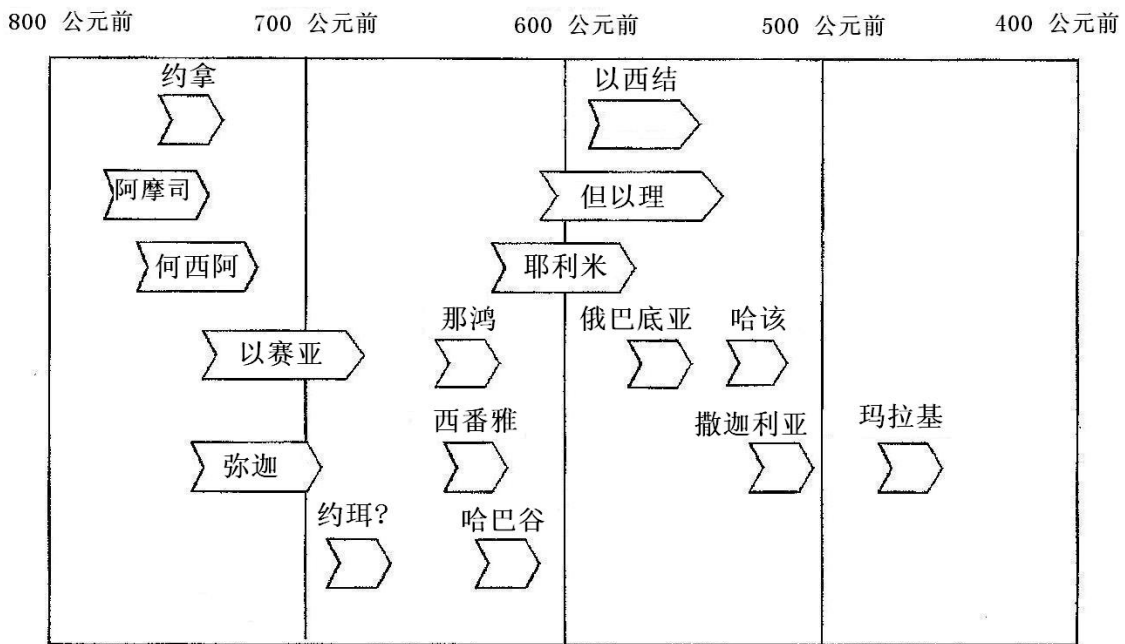 800 公元前 700 公元前 600 公元前 500 公元前 400 公元前
约拿 以西结
阿摩司 但以理
何西阿 耶利米
那鸿 俄巴底亚 哈该
以赛亚
西番雅 撒迦利亚 玛拉基
弥迦
约珥? 哈巴谷